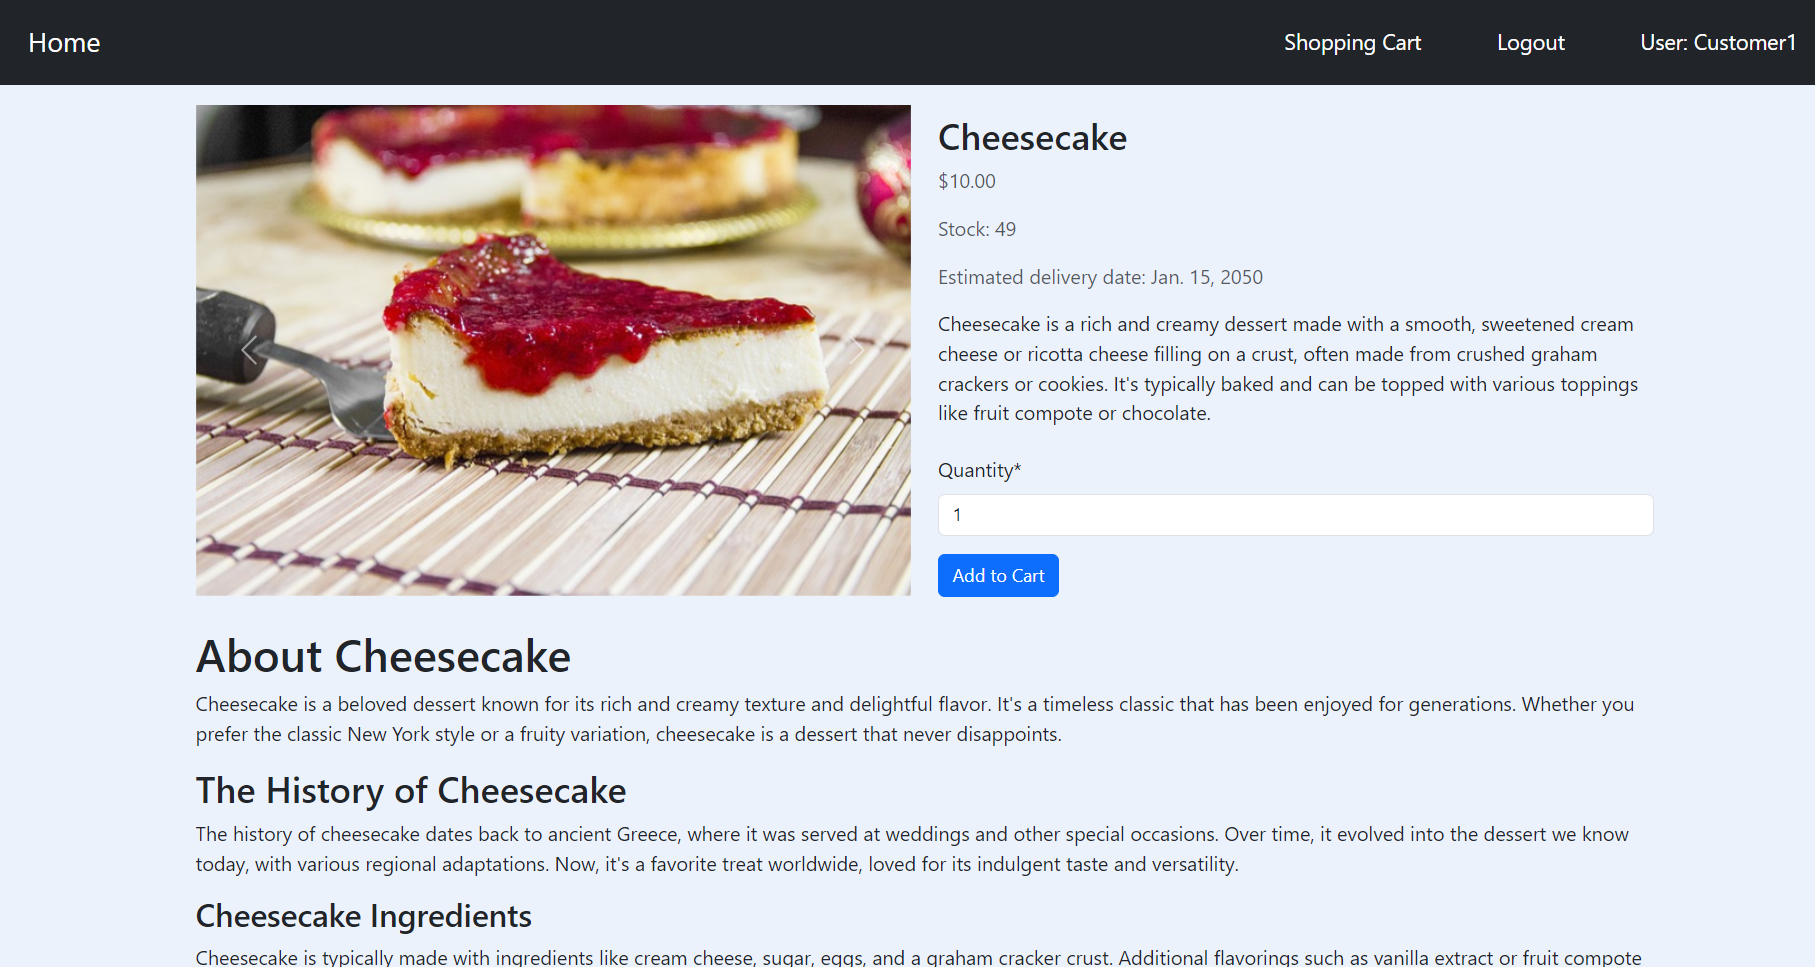 Home
Shopping Cart
Logout
User: Customer1
Cheesecake
$10.00
Stock: 49
Estimated delivery date: Jan. 15, 2050
Cheesecake is a rich and creamy dessert made with a smooth, sweetened cream
cheese or ricotta cheese filling on a crust, often made from crushed graham
crackers or cookies. It's typically baked and can be topped with various toppings
like fruit compote or chocolate.
Quantity*
1
Add to Cart
About Cheesecake
Cheesecake is a beloved dessert known for its rich and creamy texture and delightful flavor. It's a timeless classic that has been enjoyed for generations. Whether you
prefer the classic New York style or a fruity variation, cheesecake is a dessert that never disappoints.
The History of Cheesecake
The history of cheesecake dates back to ancient Greece, where it was served at weddings and other special occasions. Over time, it evolved into the dessert we know
today, with various regional adaptations. Now, it's a favorite treat worldwide, loved for its indulgent taste and versatility.
Cheesecake Ingredients
Cheesecake is typically made with ingredients like cream cheese, sugar, eggs, and a graham cracker crust. Additional flavorings such as vanilla extract or fruit compote